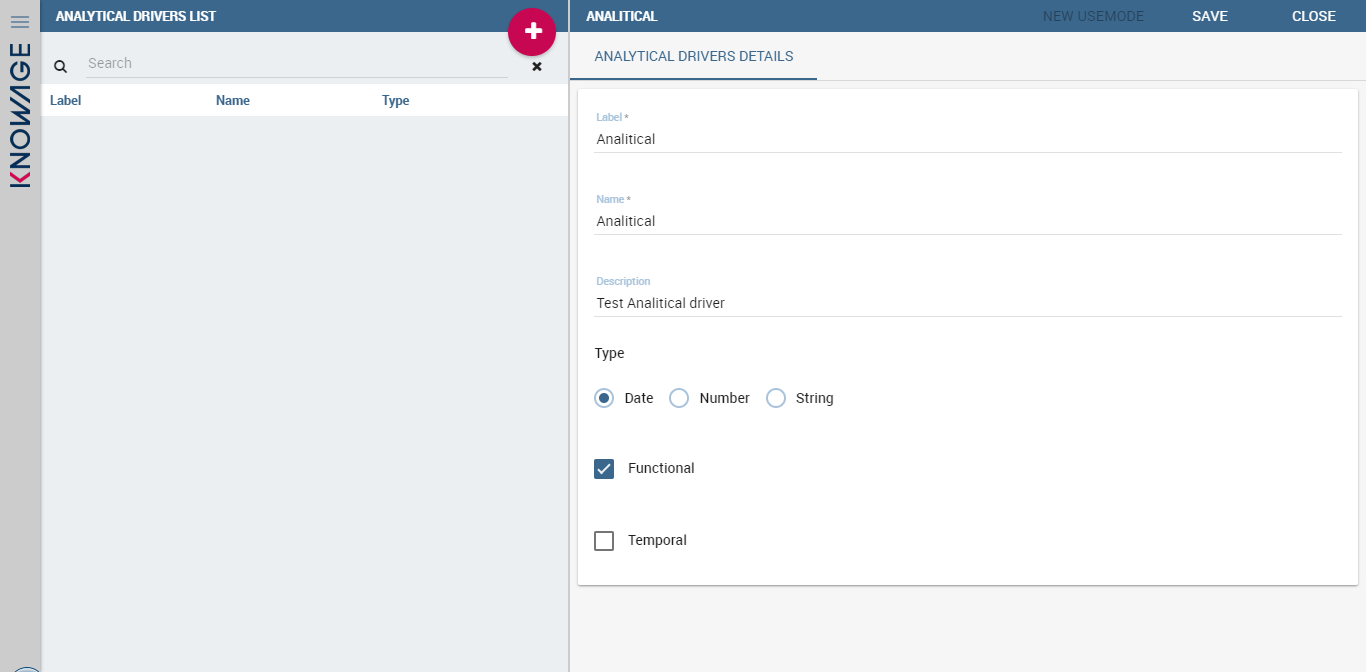 KNOWAGE
ANALYTICAL DRIVERS LIST
Search
Label Name Type
ANALITICAL NEW USEMODE SAVE CLOSE
ANALYTICAL DRIVERS DETAILS
Label *
Analitical
Name *
Analitical
Description
Test Analitical driver
Type
Date Number String
Functional
Temporal